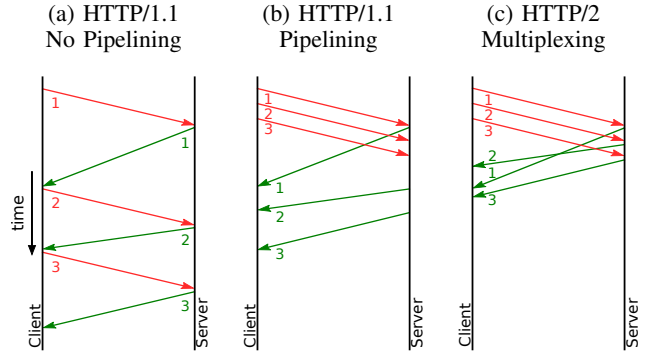 (a) HTTP/1.1
No Pipelining
(b) HTTP/1.1
Pipelining
(c) HTTP/2
Multiplexing
1
1
2
2
3
3
time
Client
Server
1
2
3
1
2
3
Client
Server
1
2
3
2
1
3
Client
Server